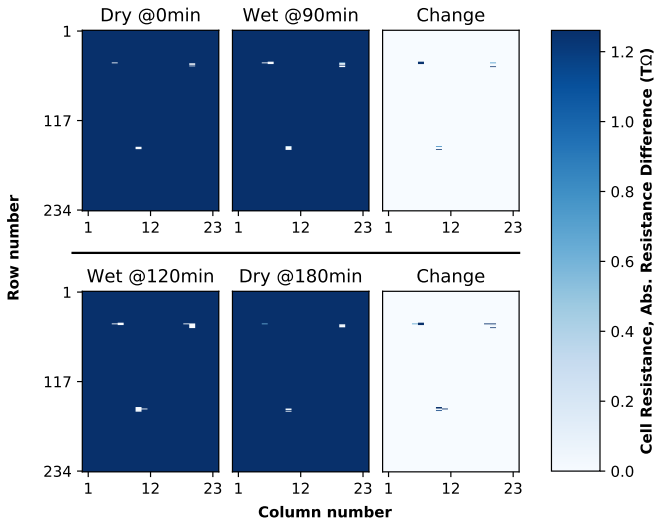 Dry @0min Wet @90min Change
1
117
234
1 12 23 1 12 23 1 12 23
Wet @120min Dry @180min Change
1
117
234
1 12 23 1 12 23 1 12 23
Row number
Column number
1.2
1.0
0.8
0.6
0.4
0.2
0.0
Cell Resistance, Abs. Resistance Difference (TΩ)